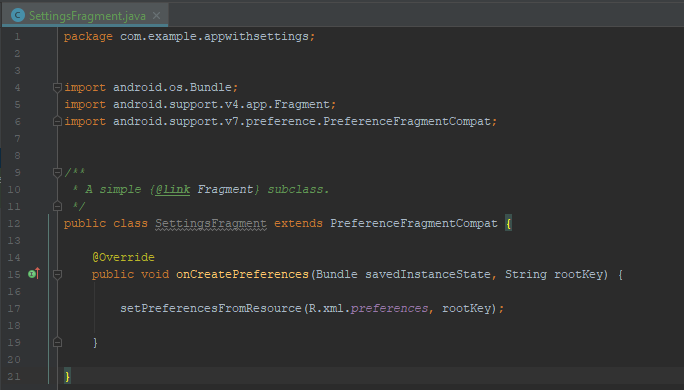 SettingsFragment.java
1 package com.example.appwithsettings;
2
3
4 import android.os.Bundle;
5 import android.support.v4.app.Fragment;
6 import android.support.v7.preference.PreferenceFragmentCompat;
7
8
9 /**
10 * A simple {@link Fragment} subclass.
11 */
12 public class SettingsFragment extends PreferenceFragmentCompat {
13
14 @Override
15 public void onCreatePreferences(Bundle savedInstanceState, String rootKey) {
16
17 setPreferencesFromResource(R.xml.preferences, rootKey);
18
19 }
20
21 }